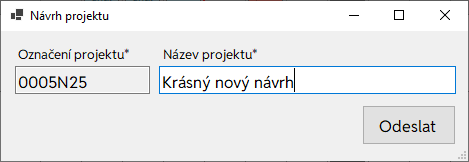 Návrh projektu
Označení projektu* Název projektu*
0005N25 Krásný nový návrh
Odeslat